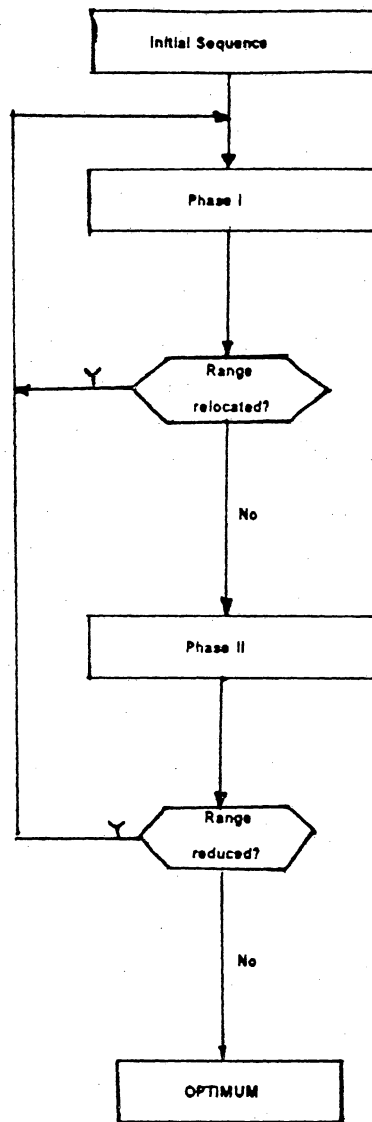 Initial Sequence
Phase I
Range
relocated?
Y
No
Phase II
Range
reduced?
Y
No
OPTIMUM